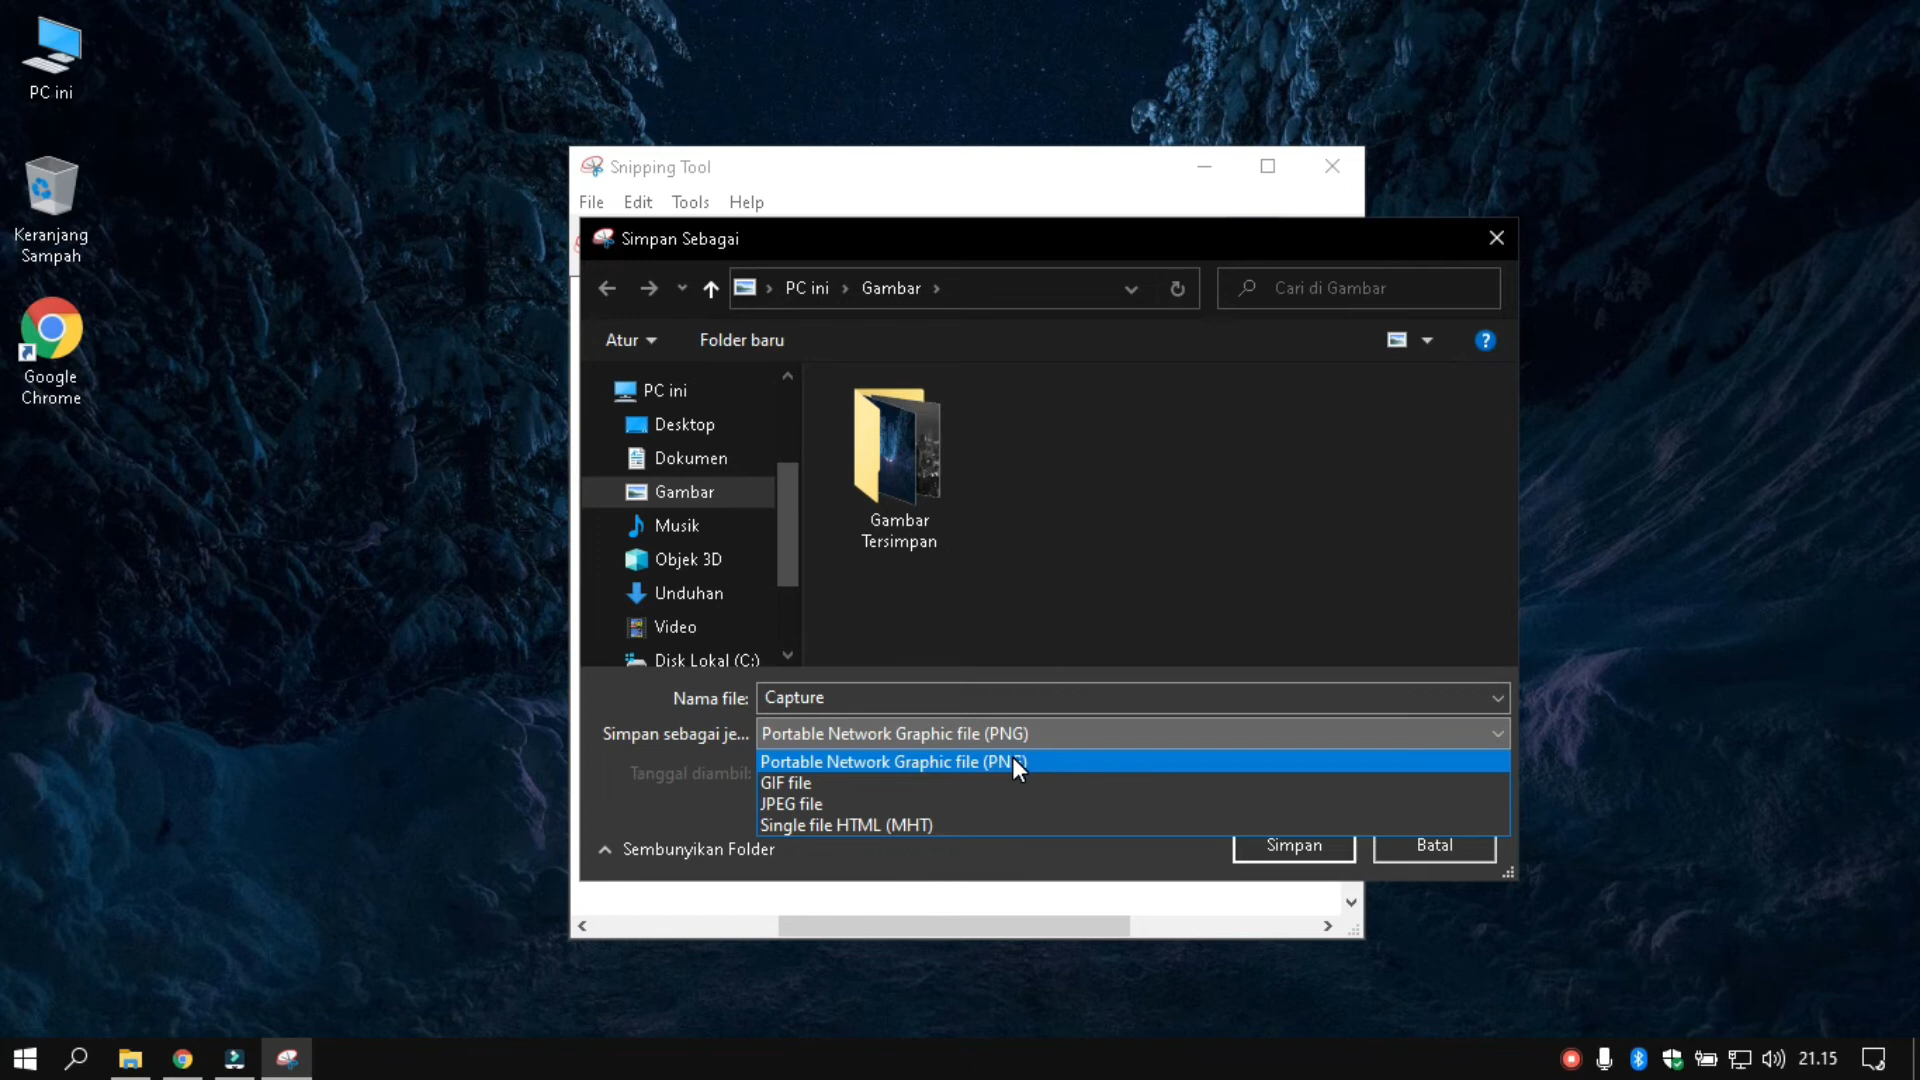 PC ini
Keranjang
Sampah
Google
Chrome
Snipping Tool
File Edit Tools Help
Simpan Sebagai
PC ini Gambar
Cari di Gambar
Atur
Folder baru
PC ini
Desktop
Dokumen
Gambar
Musik
Objek 3D
Unduhan
Video
Disk Lokal (C:)
Gambar
Tersimpan
Nama file: Capture
Simpan sebagai je... Portable Network Graphic file (PNG)
Tanggal diambil:
Portable Network Graphic file (PNG)
GIF file
JPEG file
Single file HTML (MHT)
Sembunyikan Folder
Simpan
Batal
21.15